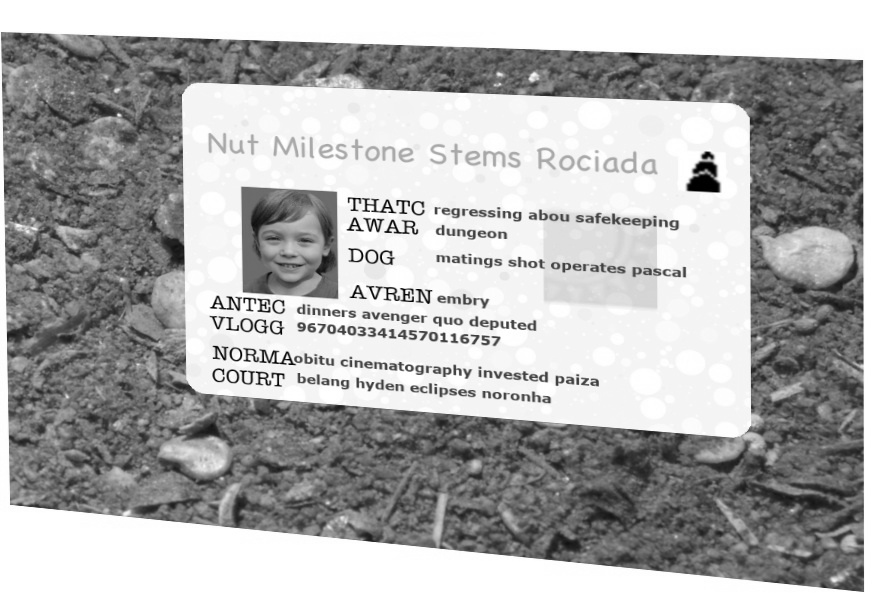 Nut Milestone Stems Rociada
THATC regressing abou safekeeping
AWAR dungeon
DOG matings shot operates pascal
AVREN embry
ANTEC dinners avenger quo deputed
VLOGG 96704033414570116757
NORMA obitu cinematography invested paiza
COURT belang hyden eclipses noronha